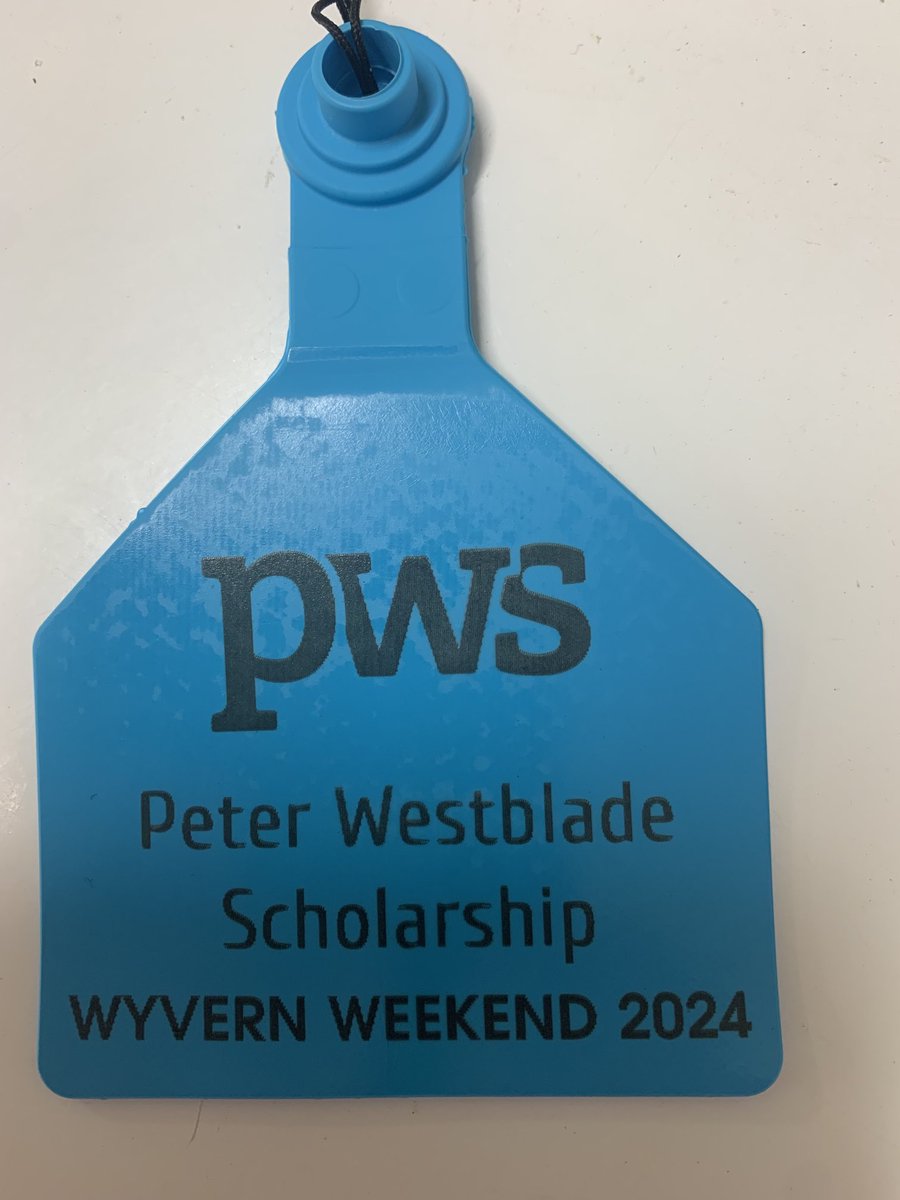 pws
Peter Westblade
Scholarship
WYVERN WEEKEND 2024